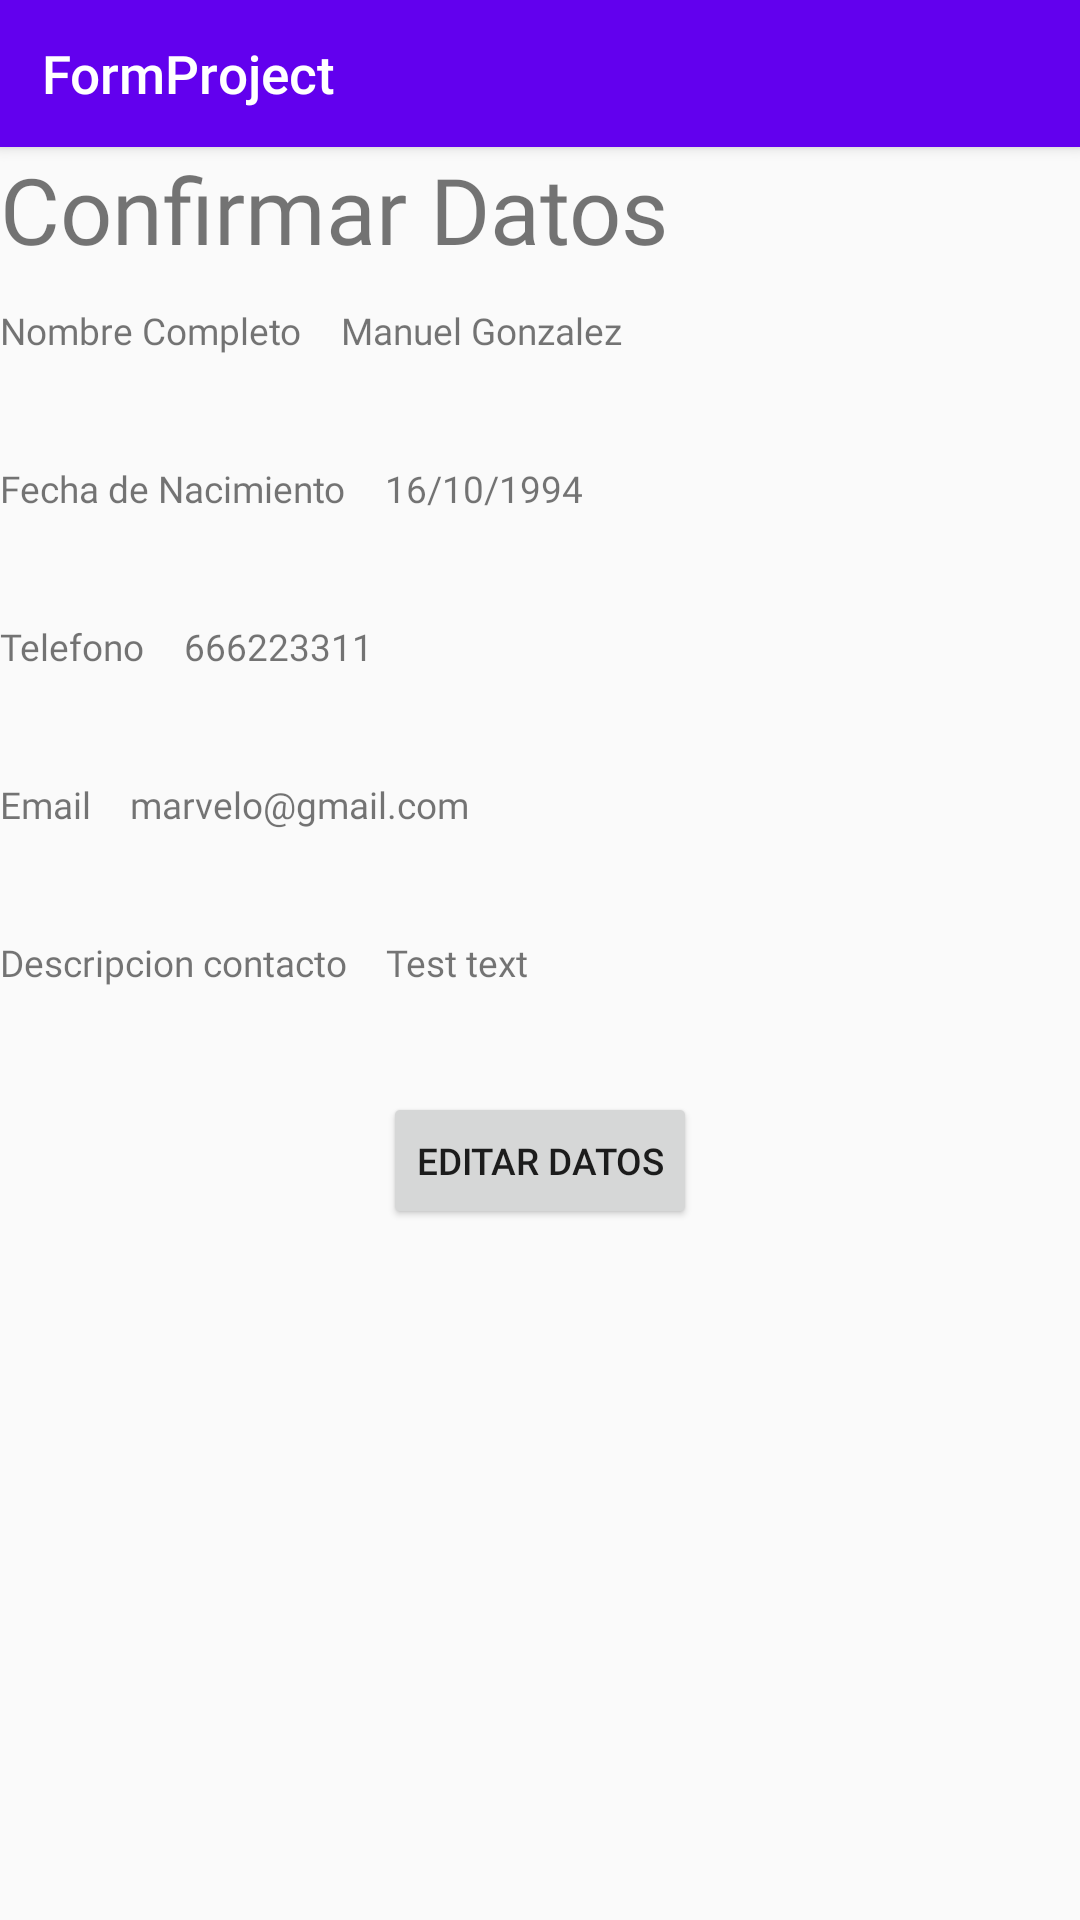 FormProject
Confirmar Datos
Nombre Completo Manuel Gonzalez
Fecha de Nacimiento 16/10/1994
Telefono 666223311
Email marvelo@gmail.com
Descripcion contacto Test text
EDITAR DATOS